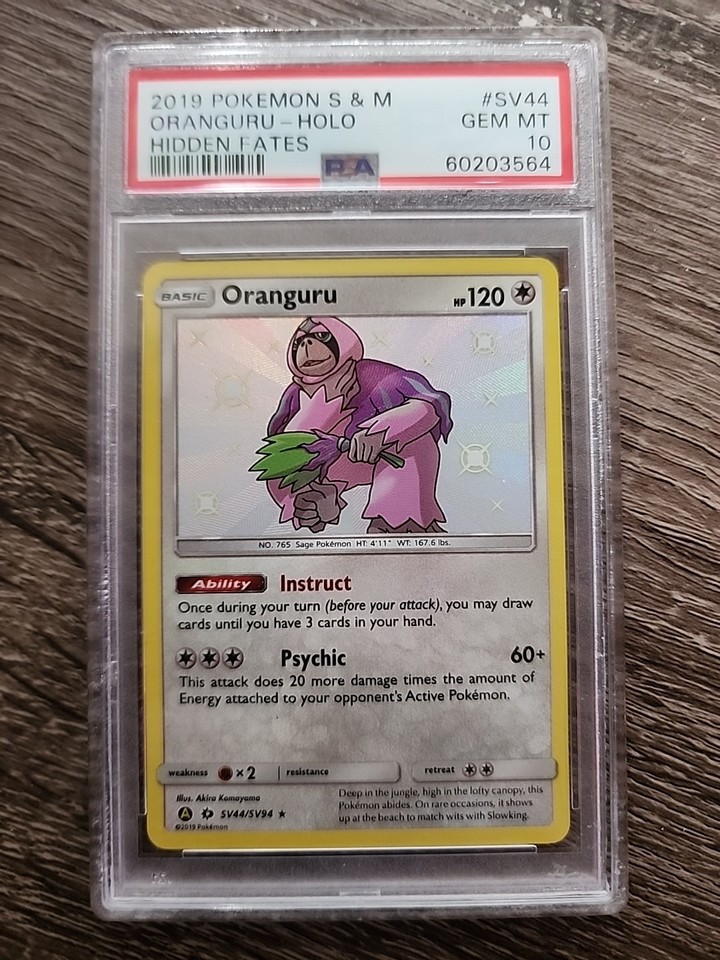 2019 POKEMON S & M #SV44
ORANGURU - HOLO GEM MT
HIDDEN FATES 10
PSA 60203564
BASIC Oranguru HP 120
NO. 765 Sage Pokémon HT: 4'11" WT: 167.6 lbs.
Ability Instruct
Once during your turn (before your attack), you may draw
cards until you have 3 cards in your hand.
Psychic 60+
This attack does 20 more damage times the amount of
Energy attached to your opponent's Active Pokémon.
weakness ×2 resistance retreat
Illus. Akira Komayama
A SV44/SV94 ★
©2019 Pokémon
Deep in the jungle, high in the lofty canopy, this
Pokémon abides. On rare occasions, it shows
up at the beach to match wits with Slowking.